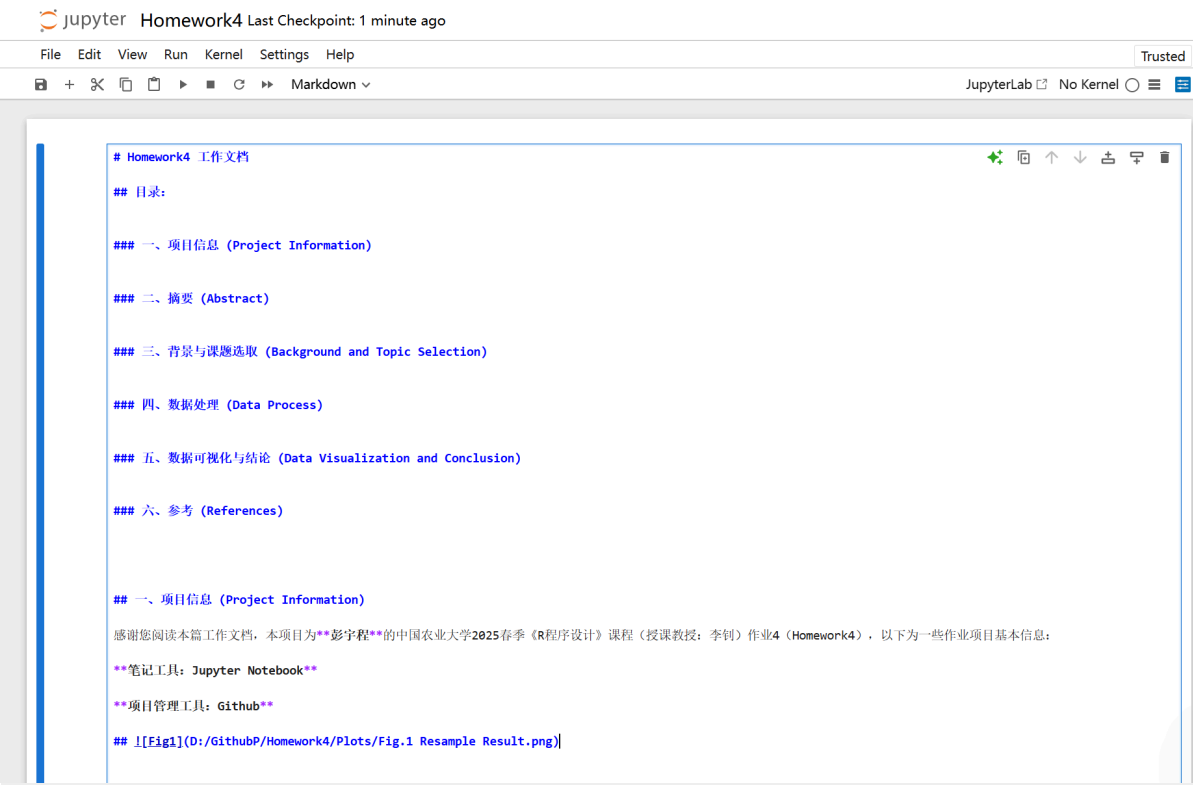 jupyter Homework4 Last Checkpoint: 1 minute ago
File Edit View Run Kernel Settings Help
Trusted
Markdown
JupyterLab No Kernel
# Homework4 工作文档
## 目录:
### 一、项目信息 (Project Information)
### 二、摘要 (Abstract)
### 三、背景与课题选取 (Background and Topic Selection)
### 四、数据处理 (Data Process)
### 五、数据可视化与结论 (Data Visualization and Conclusion)
### 六、参考 (References)
## 一、项目信息 (Project Information)
感谢您阅读本篇工作文档，本项目为**彭宇程**的中国农业大学2025春季《R程序设计》课程（授课教授：李钊）作业4（Homework4），以下为一些作业项目基本信息：
**笔记工具：Jupyter Notebook**
**项目管理工具：Github**
## ![Fig1](D:/GithubP/Homework4/Plots/Fig.1 Resample Result.png)